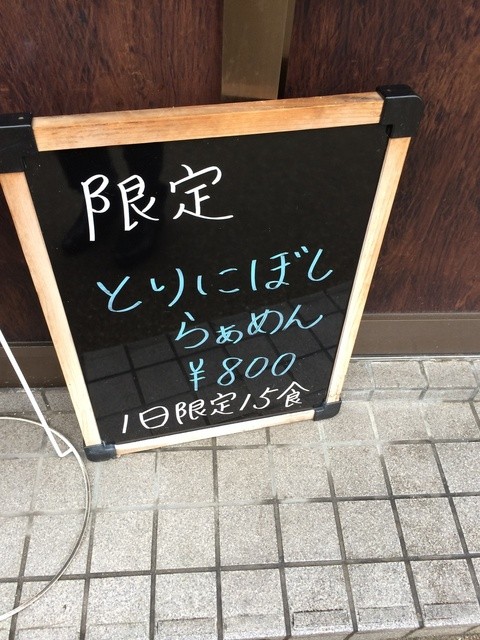 限定
とりにぼし
らぁめん
¥800
1日限定15食